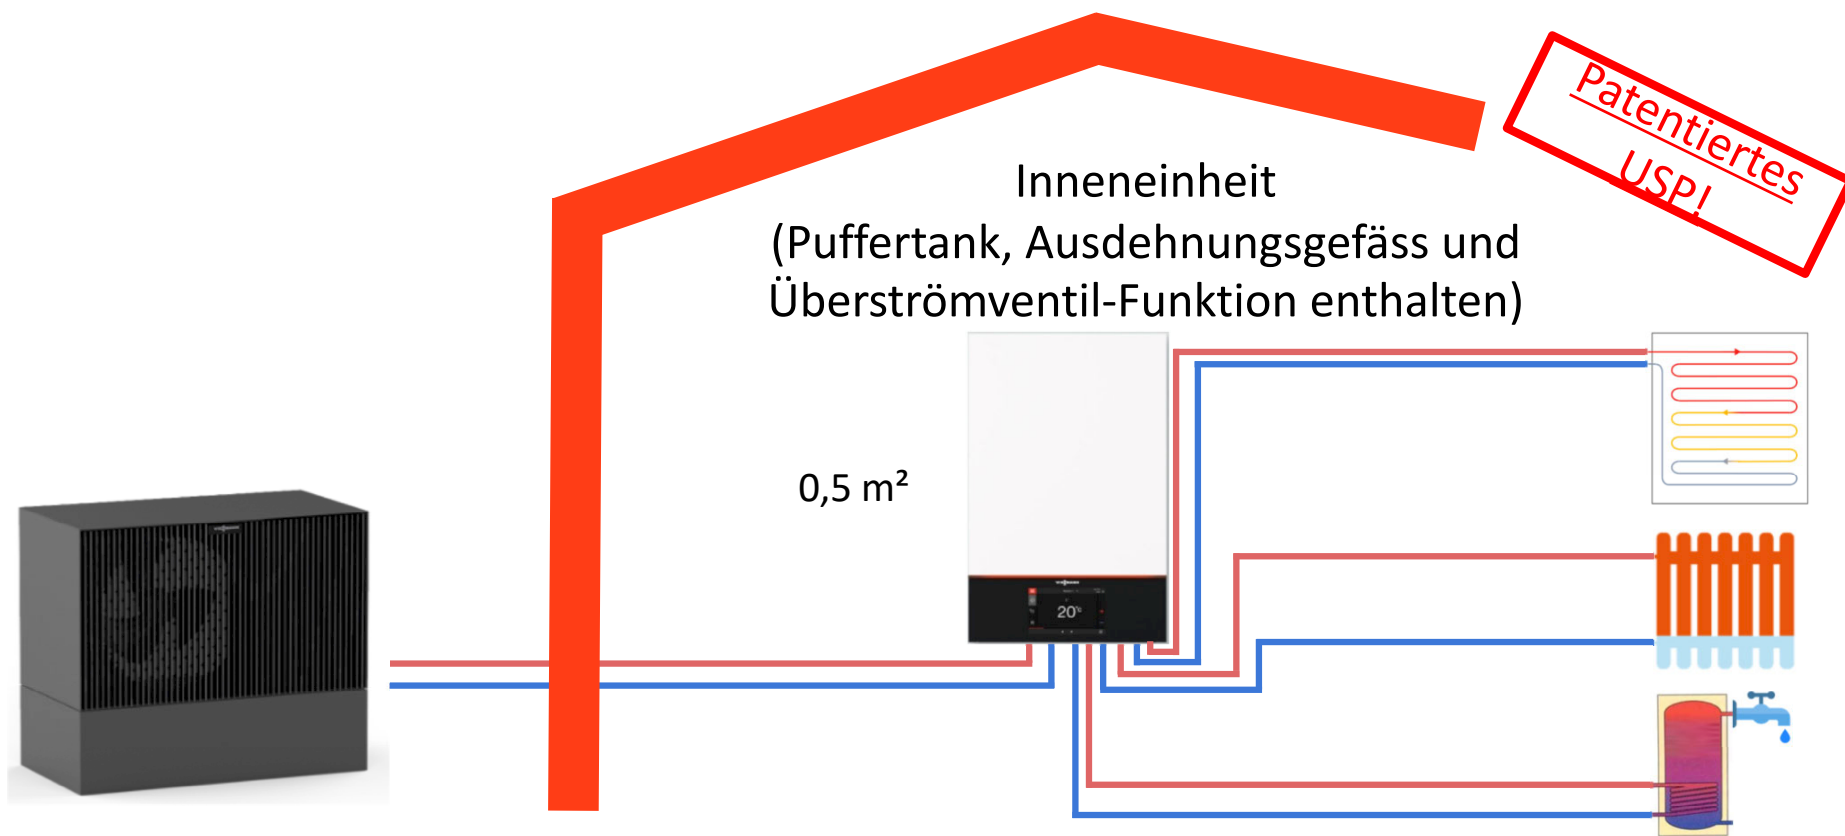 Patentiertes
USP!
Inneneinheit
(Puffertank, Ausdehnungsgefäss und
Überströmventil-Funktion enthalten)
0,5 m²
20°c